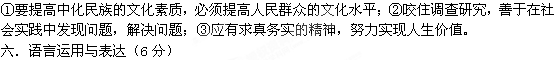 ①要提高中化民族的文化素质，必须提高人民群众的文化水平；②咬住调查研究，善于在社
会实践中发现问题，解决问题；③应有求真务实的精神，努力实现人生价值。
六．语言运用与表达（6 分）